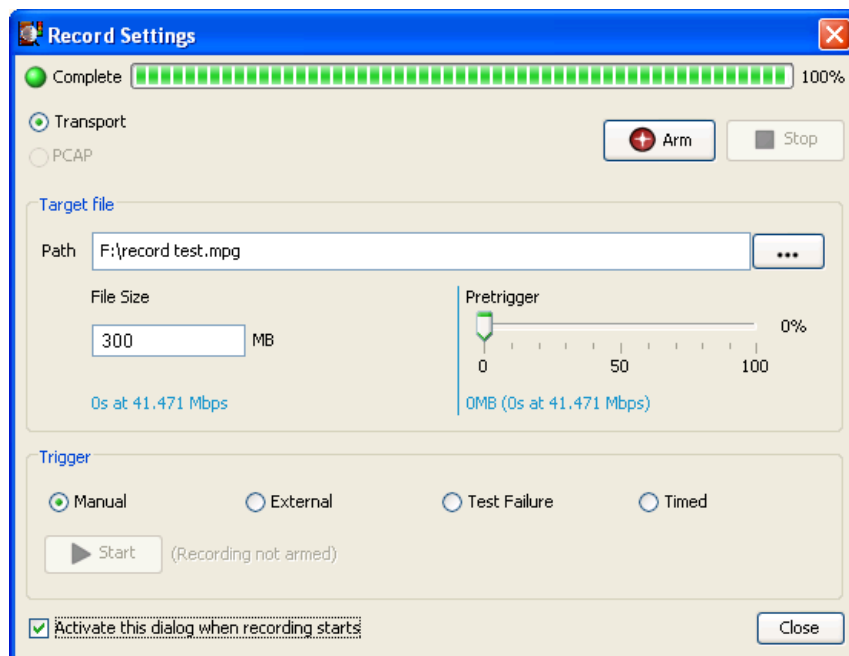 Record Settings
Complete 100%
Transport
PCAP
Arm Stop
Target file
Path F:\record test.mpg ...
File Size Pretrigger
300 MB 0%
0 50 100
0s at 41.471 Mbps 0MB (0s at 41.471 Mbps)
Trigger
Manual External Test Failure Timed
Start (Recording not armed)
Activate this dialog when recording starts Close